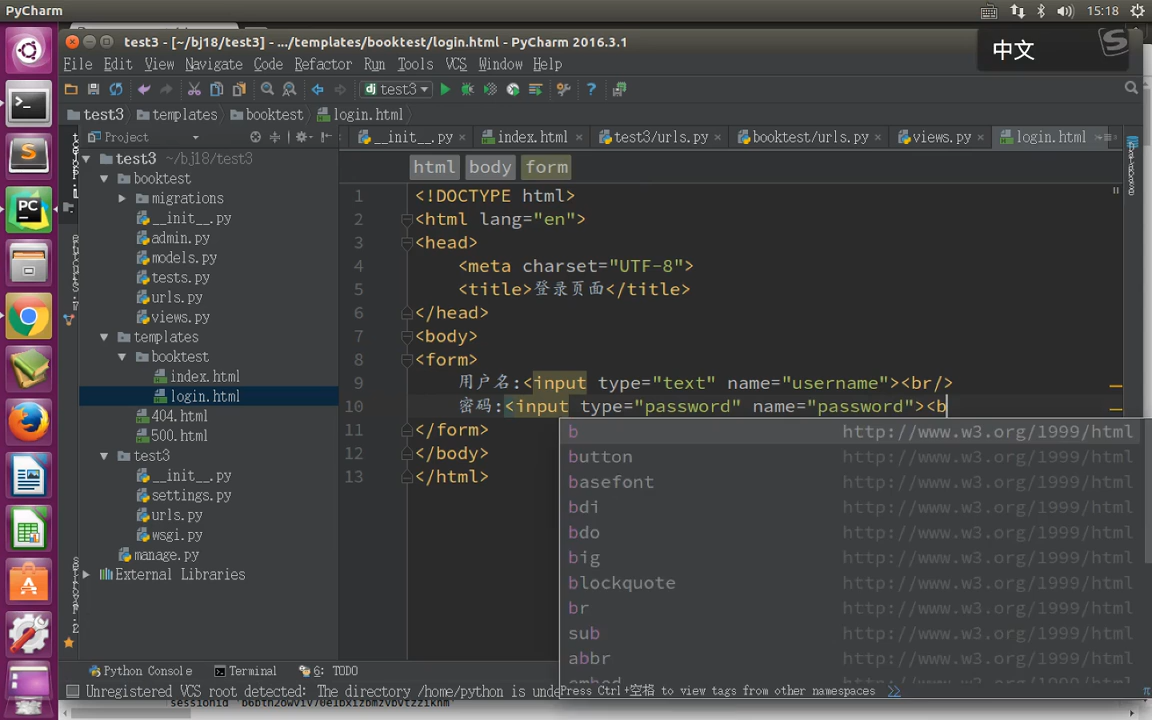 PyCharm
15:18
test3 - [~/bj18/test3] - .../templates/booktest/login.html - PyCharm 2016.3.1
中文
File Edit View Navigate Code Refactor Run Tools VCS Window Help
test3
test3 templates booktest login.html
Project
__init__.py index.html test3/urls.py booktest/urls.py views.py login.html
html body form
test3 ~/bj18/test3
booktest
migrations
__init__.py
admin.py
models.py
tests.py
urls.py
views.py
templates
booktest
index.html
login.html
404.html
500.html
test3
__init__.py
settings.py
urls.py
wsgi.py
manage.py
External Libraries
1 <!DOCTYPE html>
2 <html lang="en">
3 <head>
4 <meta charset="UTF-8">
5 <title>登录页面</title>
6 </head>
7 <body>
8 <form>
9 用户名:<input type="text" name="username"><br/>
10 密码:<input type="password" name="password"><b
11 </form>
12 </body>
13 </html>
b http://www.w3.org/1999/html
button http://www.w3.org/1999/html
basefont http://www.w3.org/1999/html
bdi http://www.w3.org/1999/html
bdo http://www.w3.org/1999/html
big http://www.w3.org/1999/html
blockquote http://www.w3.org/1999/html
br http://www.w3.org/1999/html
sub http://www.w3.org/1999/html
abbr http://www.w3.org/1999/html
embed http://www.w3.org/1999/html
Press Ctrl+空格 to view tags from other namespaces >>
Python Console Terminal 6: TODO
Unregistered VCS root detected: The directory /home/python is unde